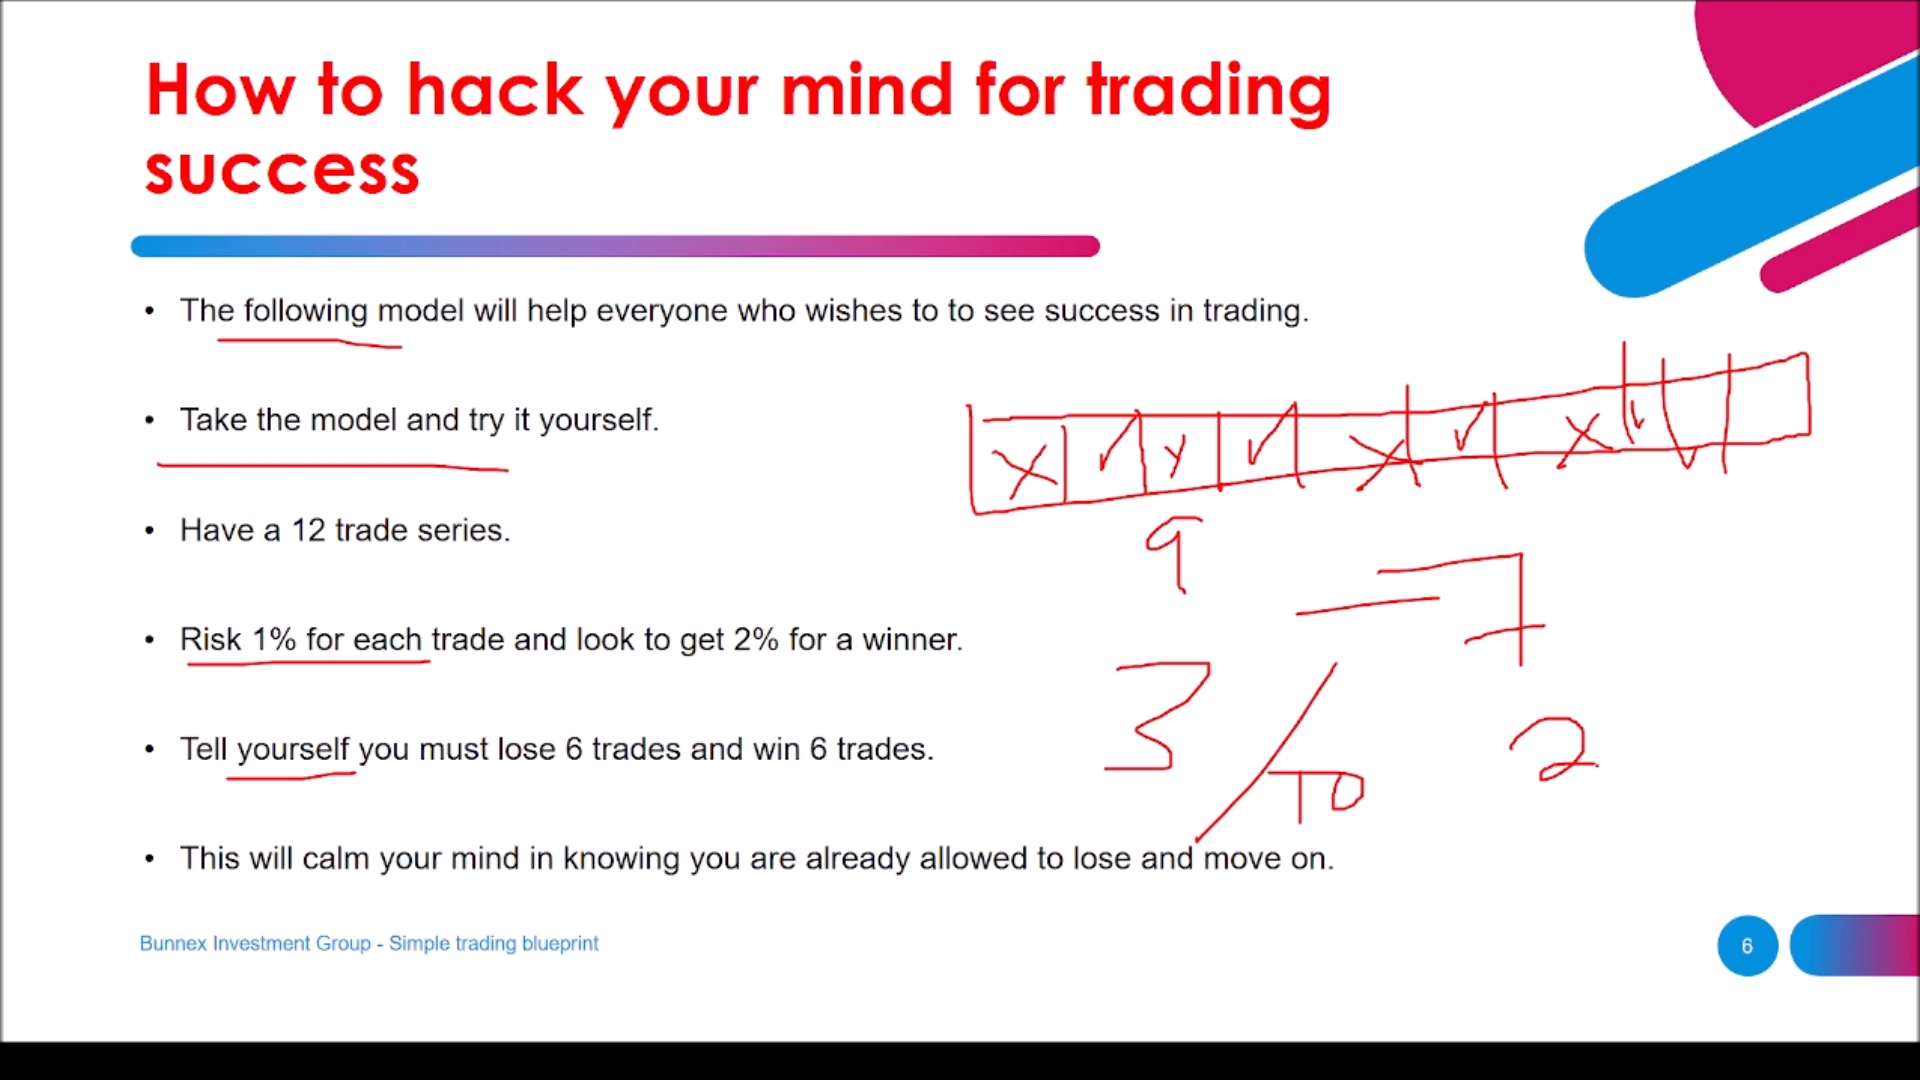 How to hack your mind for trading
success
• The following model will help everyone who wishes to to see success in trading.
• Take the model and try it yourself.
• Have a 12 trade series.
• Risk 1% for each trade and look to get 2% for a winner.
• Tell yourself you must lose 6 trades and win 6 trades.
• This will calm your mind in knowing you are already allowed to lose and move on.
9
= 7
3/10
2
Bunnex Investment Group - Simple trading blueprint
6